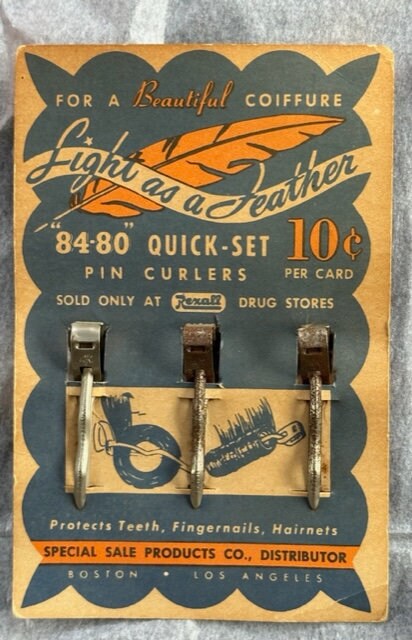 FOR A Beautiful COIFFURE
Light as a Feather
"84-80" QUICK-SET
PIN CURLERS
10¢
PER CARD
SOLD ONLY AT Rexall DRUG STORES
Protects Teeth, Fingernails, Hairnets
SPECIAL SALE PRODUCTS CO., DISTRIBUTOR
BOSTON • LOS ANGELES